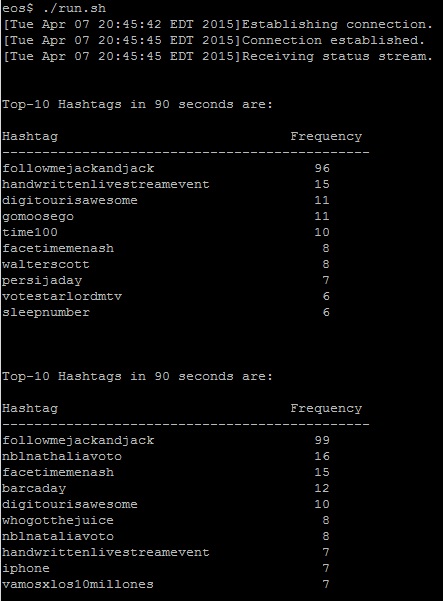 eos$ ./run.sh
[Tue Apr 07 20:45:42 EDT 2015]Establishing connection.
[Tue Apr 07 20:45:45 EDT 2015]Connection established.
[Tue Apr 07 20:45:45 EDT 2015]Receiving status stream.
Top-10 Hashtags in 90 seconds are:
Hashtag Frequency
----------------------------------------------
followmejackandjack 96
handwrittenlivestreamevent 15
digitourisawesome 11
gomoosego 11
time100 10
facetimemenash 8
walterscott 8
persijaday 7
votestarlordmtv 6
sleepnumber 6
Top-10 Hashtags in 90 seconds are:
Hashtag Frequency
----------------------------------------------
followmejackandjack 99
nblnathaliavoto 16
facetimemenash 15
barcaday 12
digitourisawesome 10
whogotthejuice 8
nblnataliavoto 8
handwrittenlivestreamevent 7
iphone 7
vamosxlos10millones 7